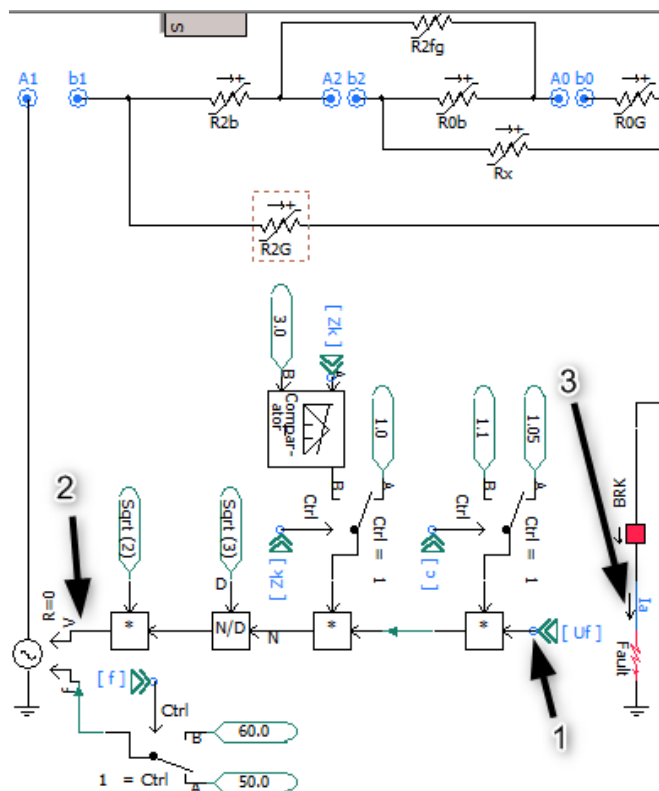 S
R2fg
A1
b1
A2
b2
A0
b0
R2b
R0b
R0G
Rx
R2G
3.0
[ Zk ]
B
A
Compar-
ator
1.0
1.1
1.05
3
B
A
B
A
BRK
2
Sqrt (2)
Sqrt (3)
Ctrl
Ctrl = 1
Ctrl
Ctrl = 1
[ Zk ]
[ c ]
Ia
R=0
V
D
*
N/D
N
*
*
[ Uf ]
Fault
f
[ f ]
Ctrl
1
B
60.0
1 = Ctrl
A
50.0